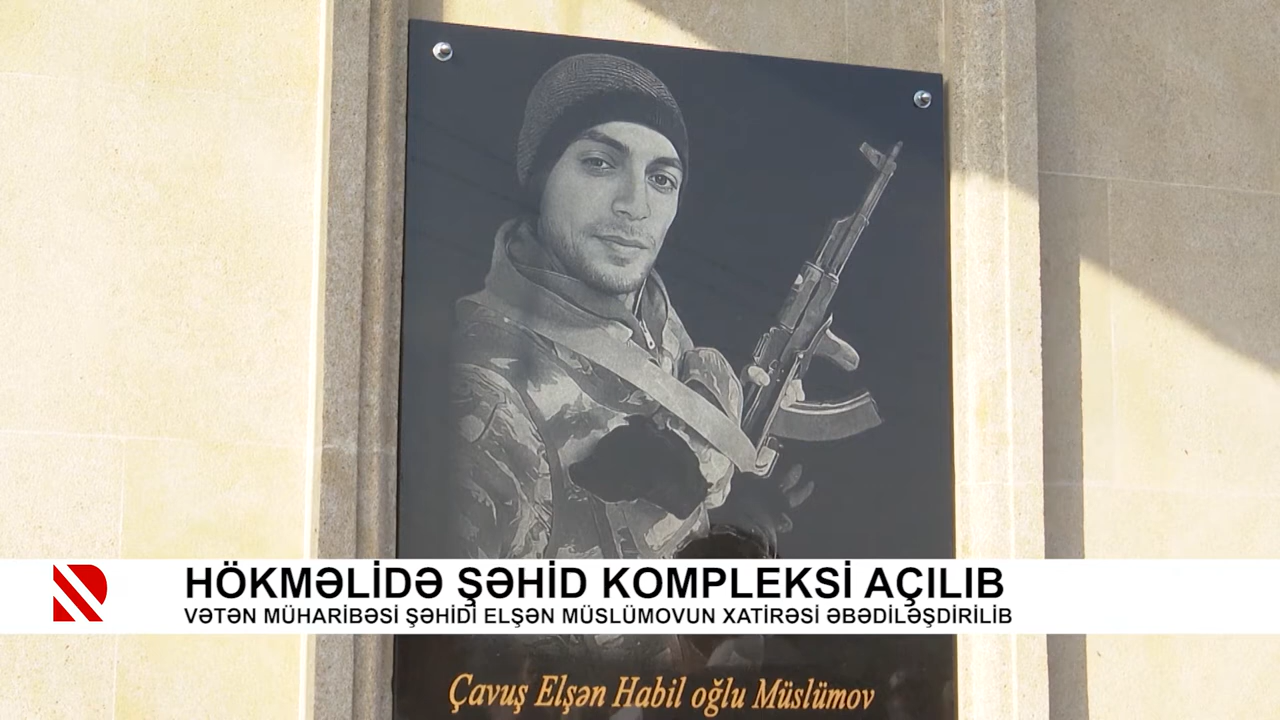 HÖKMƏLİDƏ ŞƏHİD KOMPLEKSİ AÇILIB
VƏTƏN MÜHARİBƏSİ ŞƏHİDİ ELŞƏN MÜSLÜMOVUN XATİRƏSİ ƏBƏDİLƏŞDİRİLİB
Çavuş Elşən Habil oğlu Müslümov